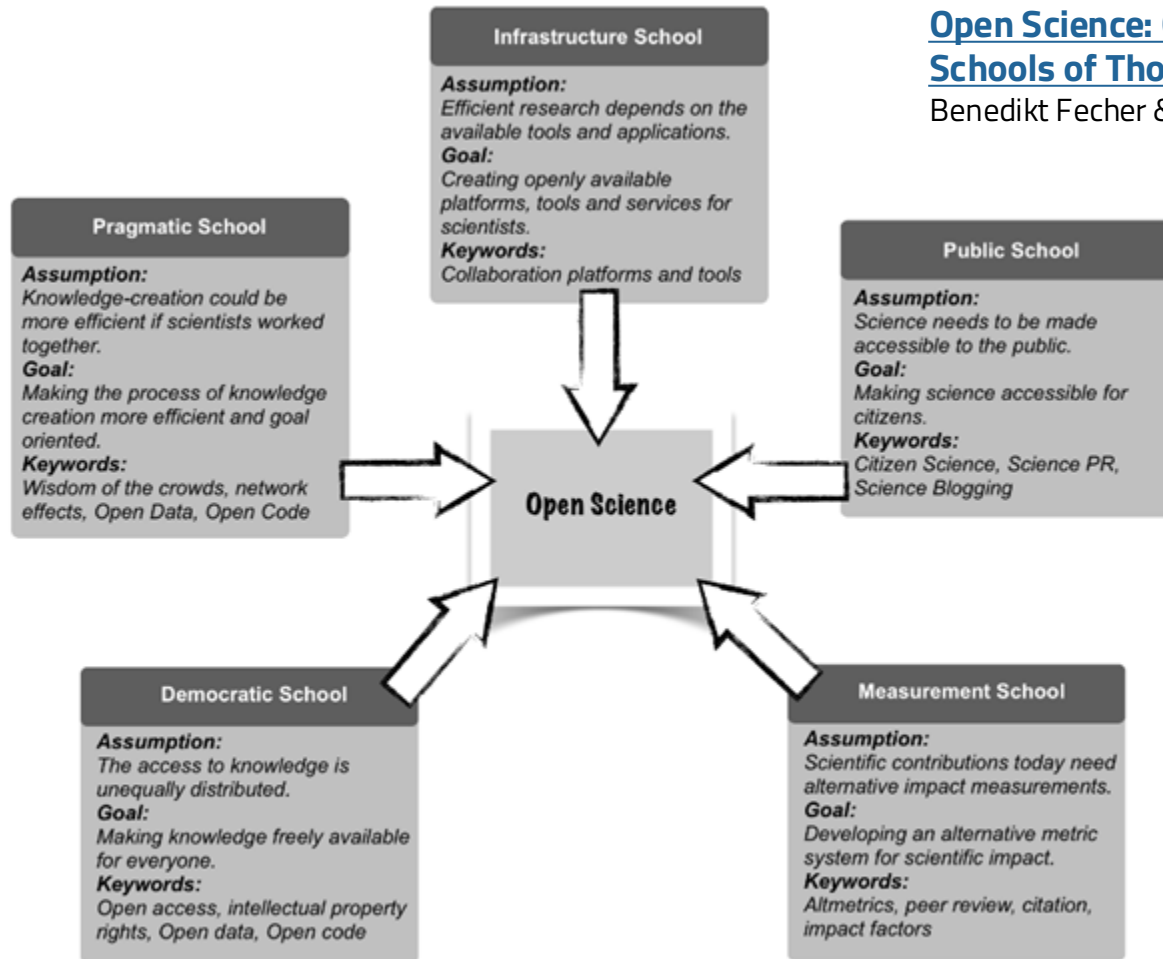 Open Science:
Schools of
Benedikt Fecher &
Infrastructure School
Assumption:
Efficient research depends on the
available tools and applications.
Goal:
Creating openly available
platforms, tools and services for
scientists.
Keywords:
Collaboration platforms and tools
Pragmatic School
Assumption:
Knowledge-creation could be
more efficient if scientists worked
together.
Goal:
Making the process of knowledge
creation more efficient and goal
oriented.
Keywords:
Wisdom of the crowds, network
effects, Open Data, Open Code
Public School
Assumption:
Science needs to be made
accessible to the public.
Goal:
Making science accessible for
citizens.
Keywords:
Citizen Science, Science PR,
Science Blogging
Open Science
Democratic School
Assumption:
The access to knowledge is
unequally distributed.
Goal:
Making knowledge freely available
for everyone.
Keywords:
Open access, intellectual property
rights, Open data, Open code
Measurement School
Assumption:
Scientific contributions today need
alternative impact measurements.
Goal:
Developing an alternative metric
system for scientific impact.
Keywords:
Altmetrics, peer review, citation,
impact factors